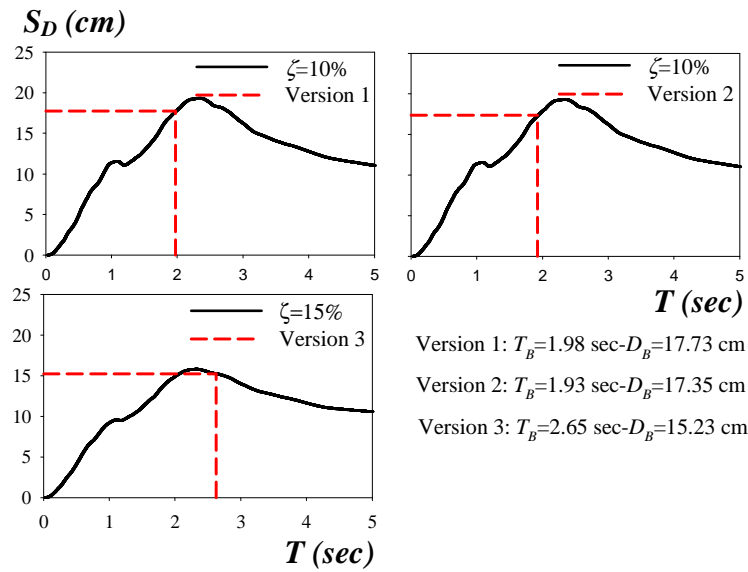 S_D (cm)
25
20
15
10
5
0
0 1 2 3 4 5
ζ=10%
Version 1
ζ=10%
Version 2
0 1 2 3 4 5
T (sec)
25
20
15
10
5
0
0 1 2 3 4 5
ζ=15%
Version 3
T (sec)
Version 1: T_B=1.98 sec-D_B=17.73 cm
Version 2: T_B=1.93 sec-D_B=17.35 cm
Version 3: T_B=2.65 sec-D_B=15.23 cm